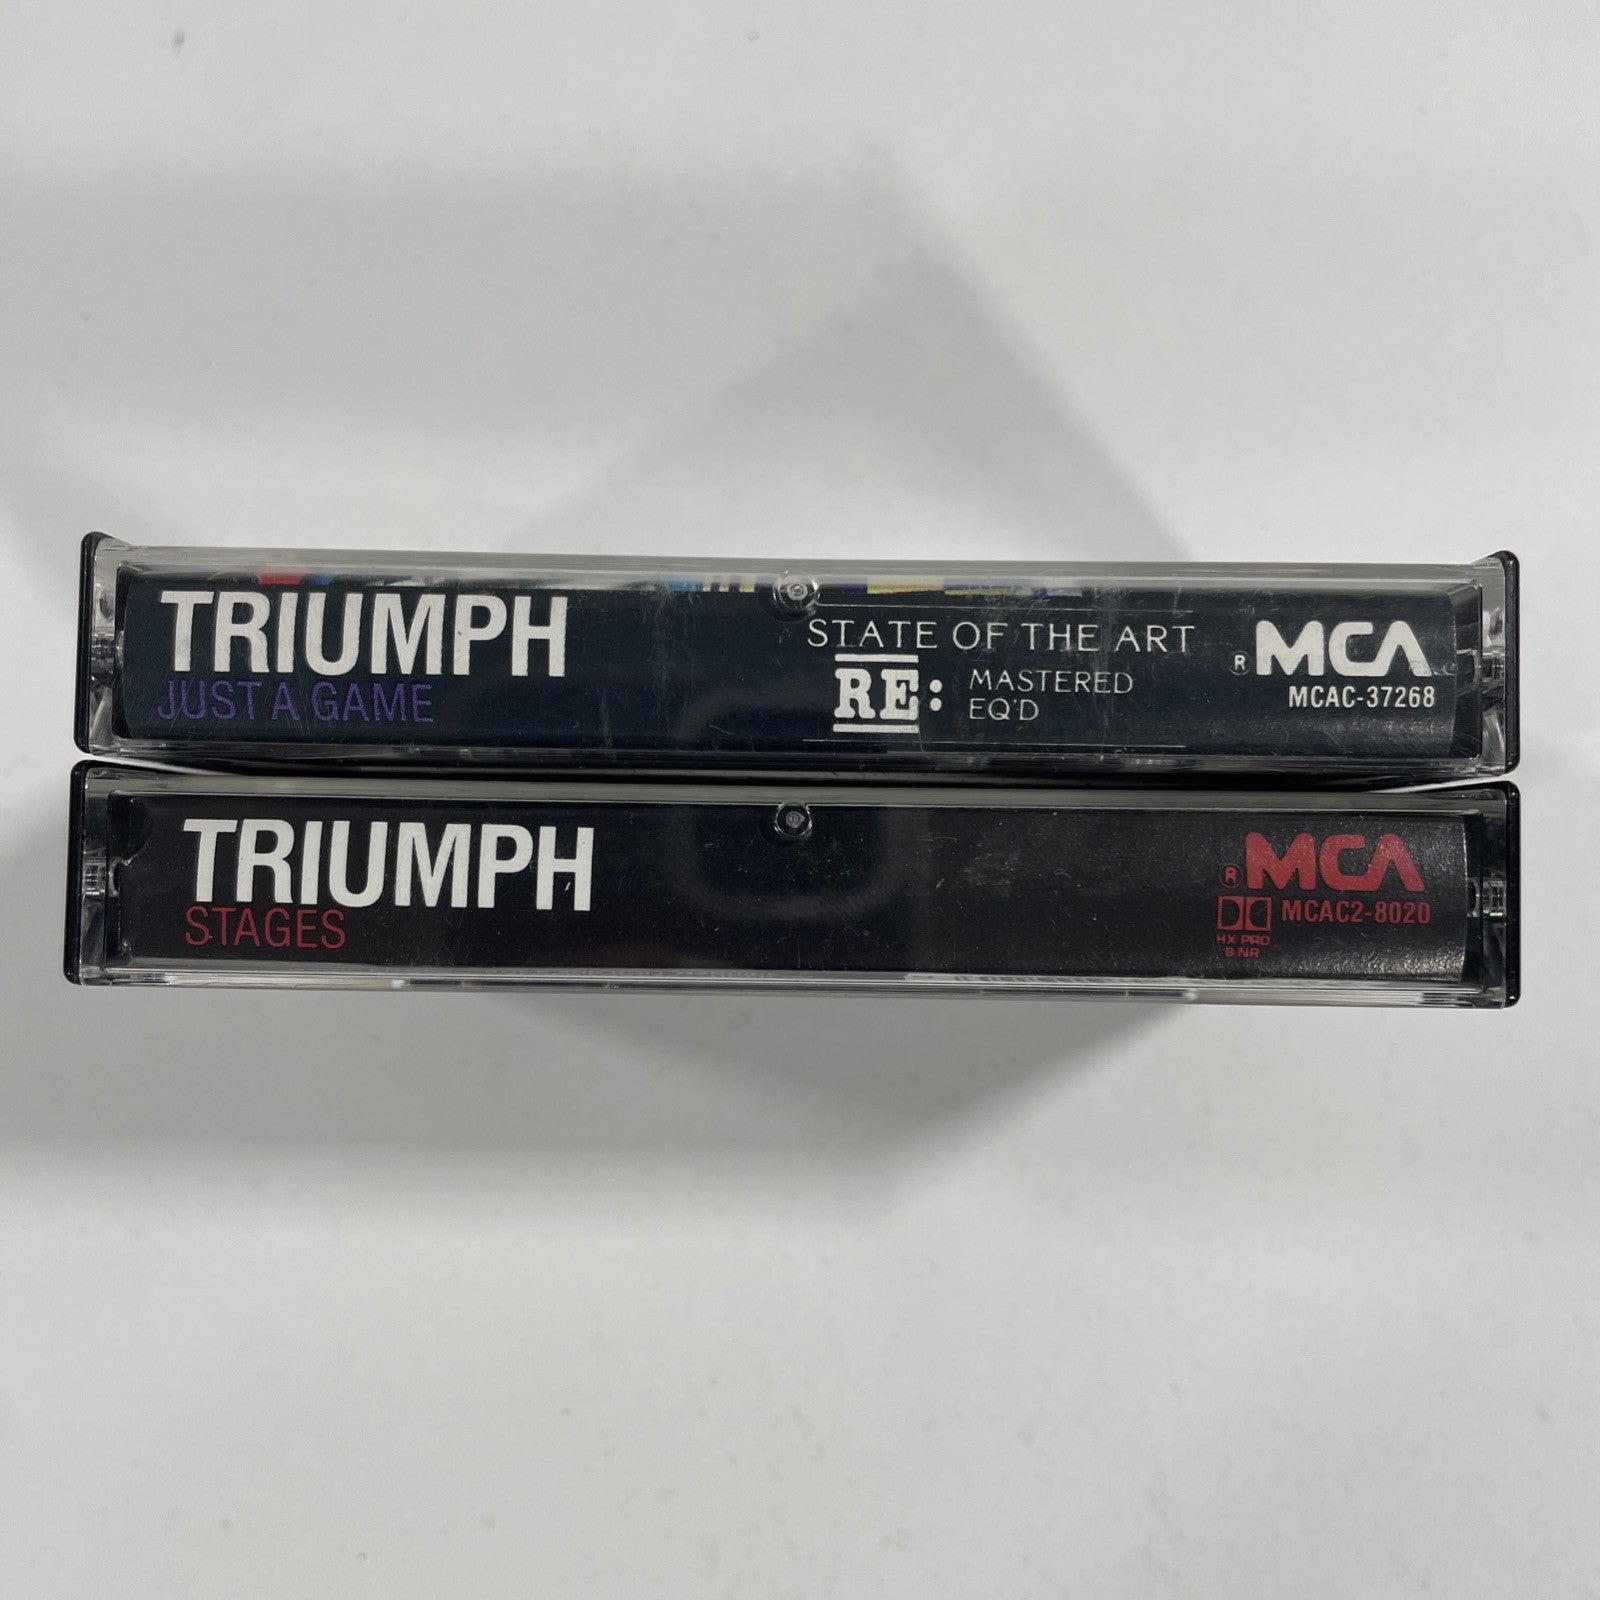 TRIUMPH
JUST A GAME
STATE OF THE ART
RE: MASTERED
EQ'D
® MCA
MCAC-37268
TRIUMPH
STAGES
® MCA
MCAC2-8020
HX PRO
B NR